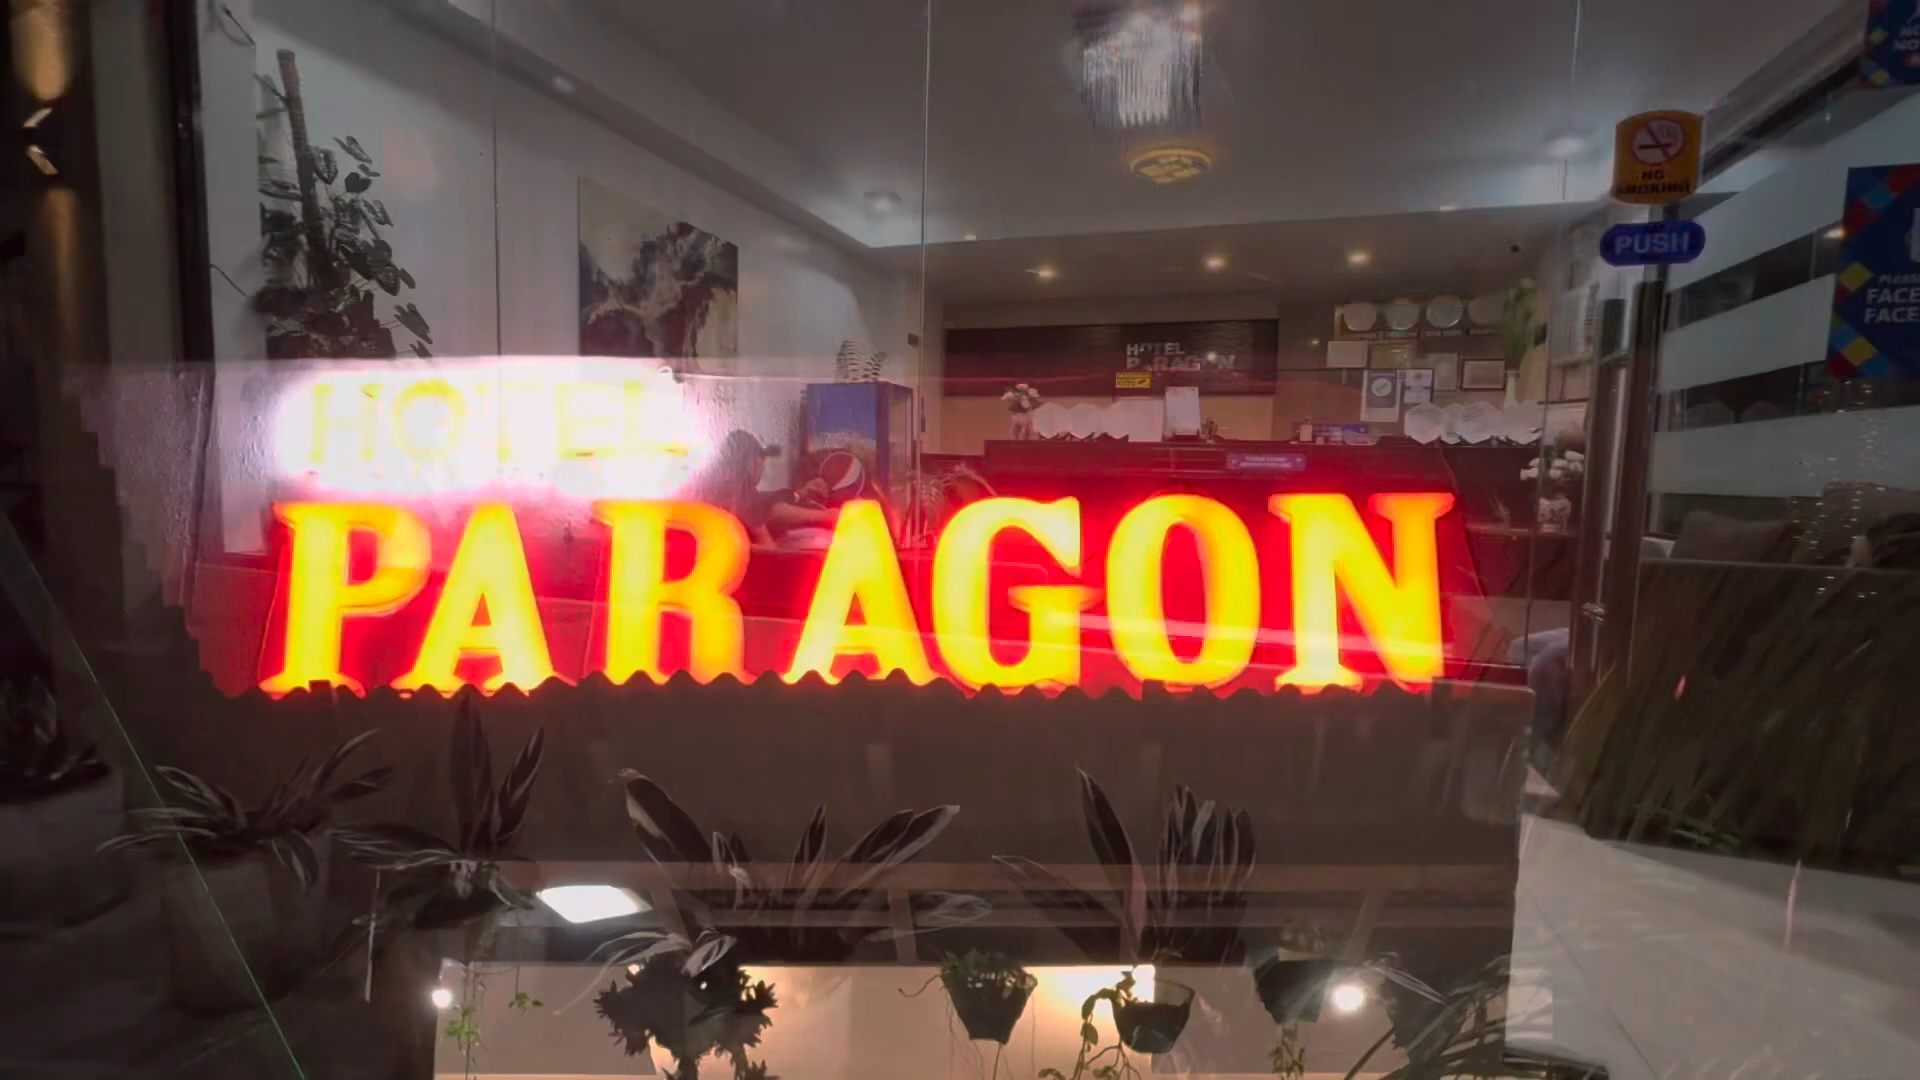 NO
SMOKING
PUSH
HOTEL
PARAGON
HOTEL
PARAGON
FACE
FACE